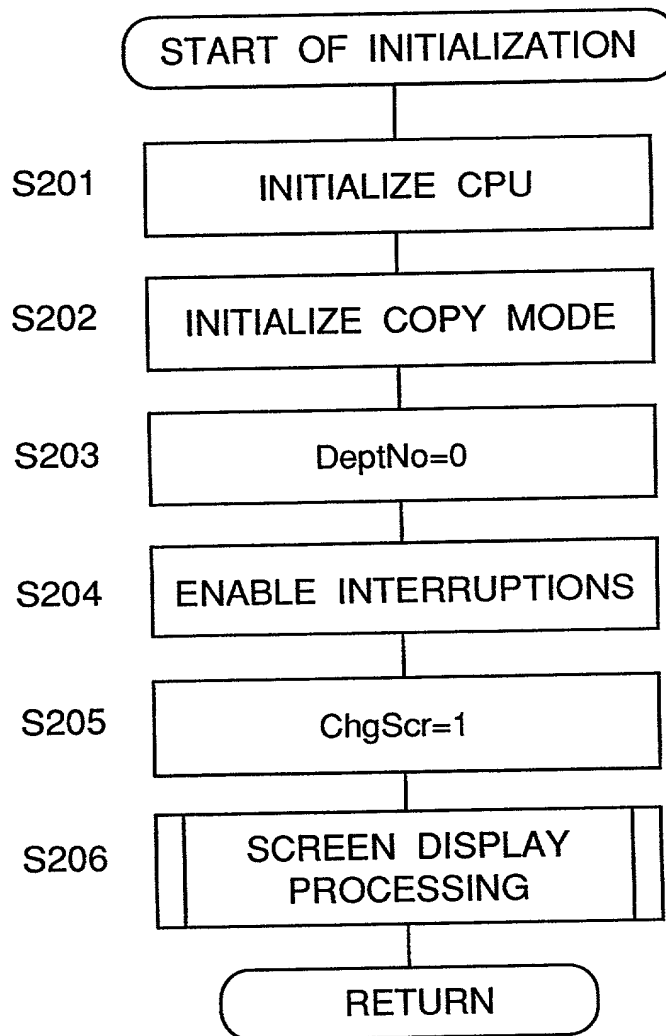 START OF INITIALIZATION
S201
INITIALIZE CPU
S202
INITIALIZE COPY MODE
S203
DeptNo=0
S204
ENABLE INTERRUPTIONS
S205
ChgScr=1
S206
SCREEN DISPLAY
PROCESSING
RETURN